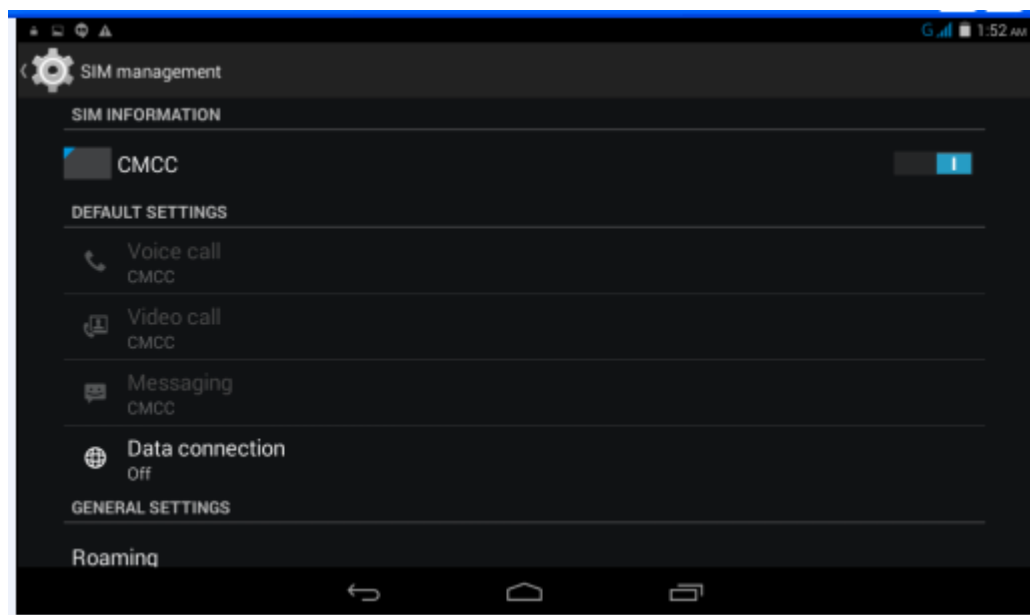 G 1:52 AM
SIM management
SIM INFORMATION
CMCC
DEFAULT SETTINGS
Voice call
CMCC
Video call
CMCC
Messaging
CMCC
Data connection
Off
GENERAL SETTINGS
Roaming